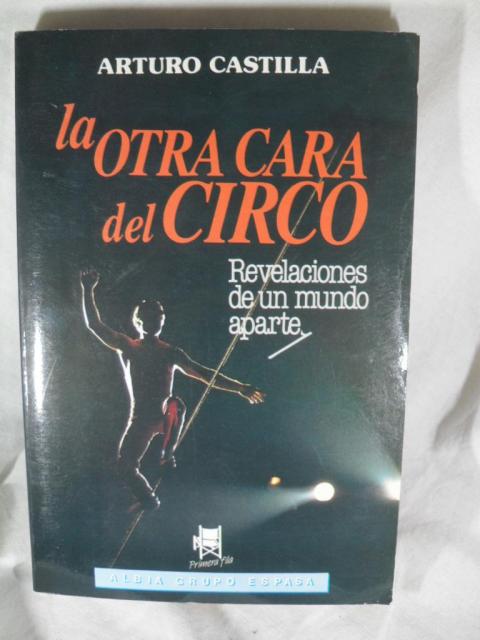 ARTURO CASTILLA
la OTRA CARA
del CIRCO
Revelaciones
de un mundo
aparte.
Primera fila
ALBIA GRUPO ESPASA